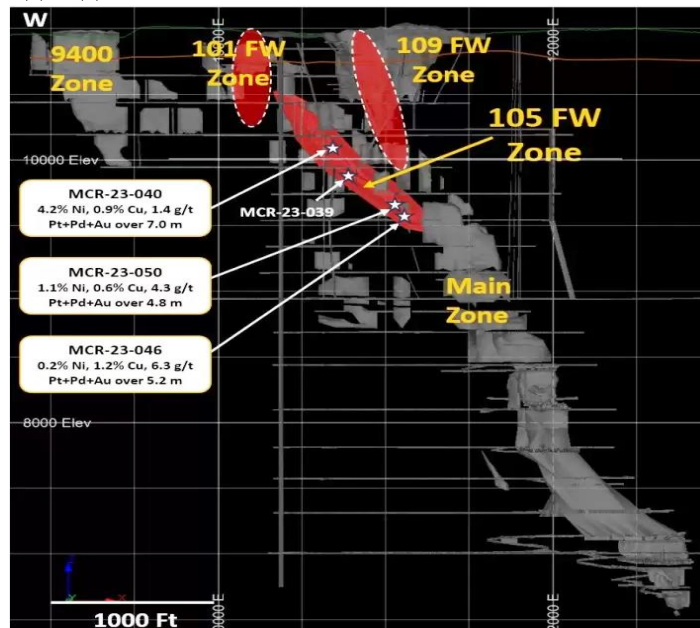 W
9400
Zone
101 FW
Zone
109 FW
Zone
12000 E
105 FW
Zone
10000 Elev
MCR-23-040
4.2% Ni, 0.9% Cu, 1.4 g/t
Pt+Pd+Au over 7.0 m
MCR-23-039
MCR-23-050
1.1% Ni, 0.6% Cu, 4.3 g/t
Pt+Pd+Au over 4.8 m
Main
Zone
MCR-23-046
0.2% Ni, 1.2% Cu, 6.3 g/t
Pt+Pd+Au over 5.2 m
8000 Elev
12000 E
1000 Ft